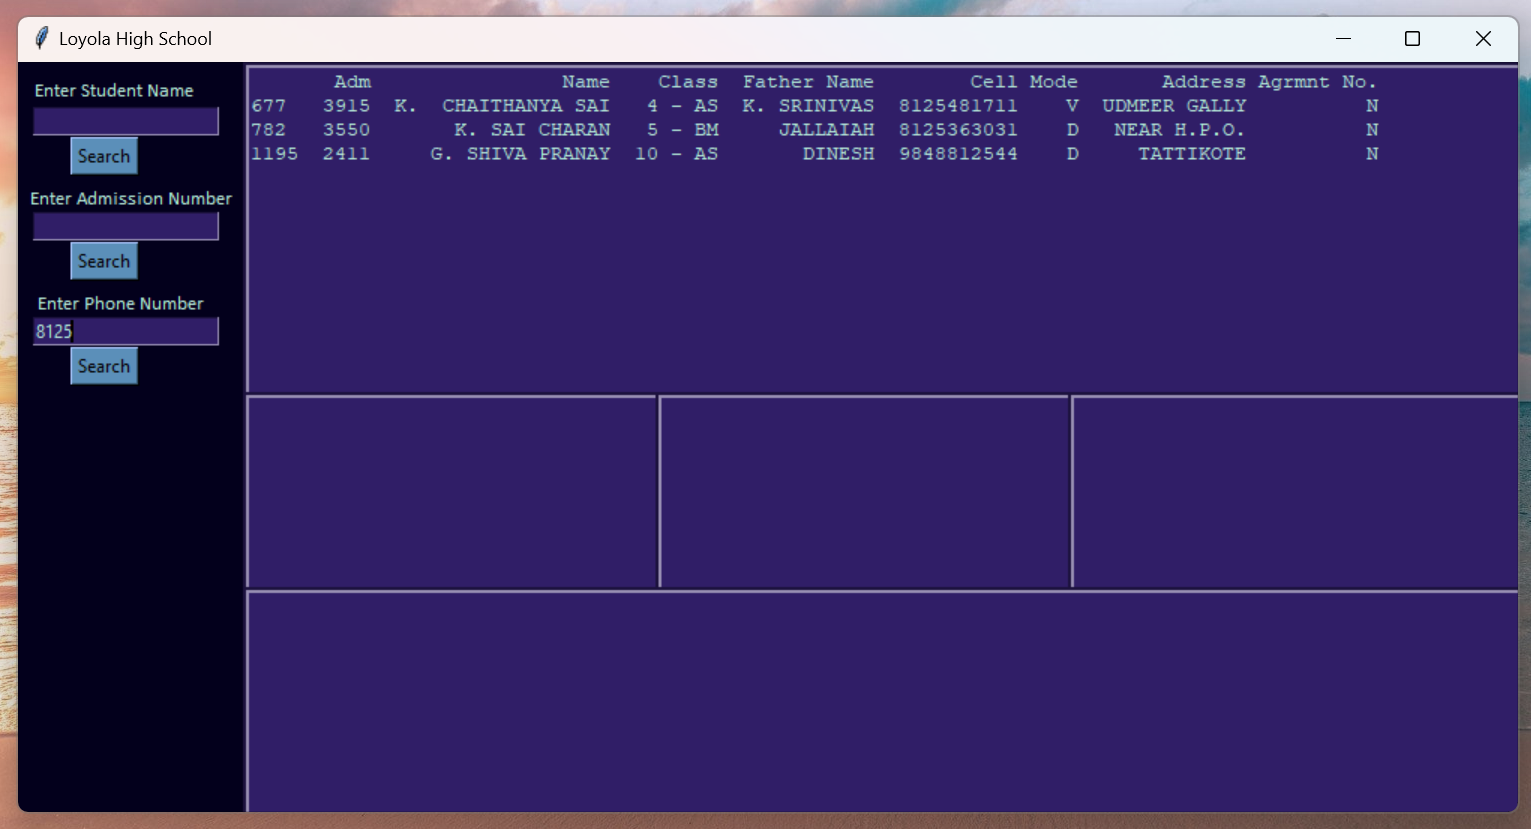 Loyola High School
Enter Student Name
Search
Enter Admission Number
Search
Enter Phone Number
8125
Search
Adm Name Class Father Name Cell Mode Address Agrmnt No.
677 3915 K. CHAITHANYA SAI 4 - AS K. SRINIVAS 8125481711 V UDMEER GALLY N
782 3550 K. SAI CHARAN 5 - BM JALLAIAH 8125363031 D NEAR H.P.O. N
1195 2411 G. SHIVA PRANAY 10 - AS DINESH 9848812544 D TATTIKOTE N